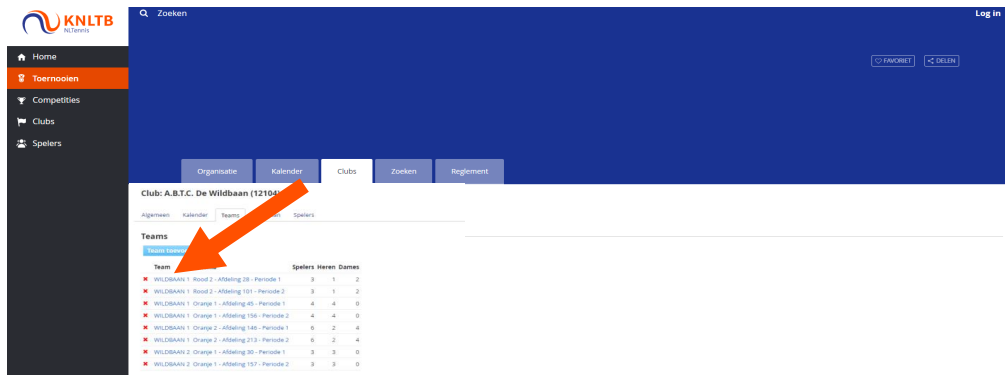 KNLTB
NLTennis
Zoeken
Log in
Home
Toernooien
Competities
Clubs
Spelers
FAVORIET
DELEN
Organisatie
Kalender
Clubs
Zoeken
Reglement
Club: A.B.T.C. De Wildbaan (12104)
Algemeen Kalender Teams Spelers
Teams
Team
Team Spelers Heren Dames
WILDBAAN 1 Rood 2 - Afdeling 28 - Periode 1 3 1 2
WILDBAAN 1 Rood 2 - Afdeling 101 - Periode 2 3 1 2
WILDBAAN 1 Oranje 1 - Afdeling 45 - Periode 1 4 4 0
WILDBAAN 1 Oranje 1 - Afdeling 156 - Periode 2 4 4 0
WILDBAAN 1 Oranje 2 - Afdeling 146 - Periode 1 6 2 4
WILDBAAN 1 Oranje 2 - Afdeling 213 - Periode 2 6 2 4
WILDBAAN 2 Oranje 1 - Afdeling 30 - Periode 1 3 3 0
WILDBAAN 2 Oranje 1 - Afdeling 157 - Periode 2 3 3 0